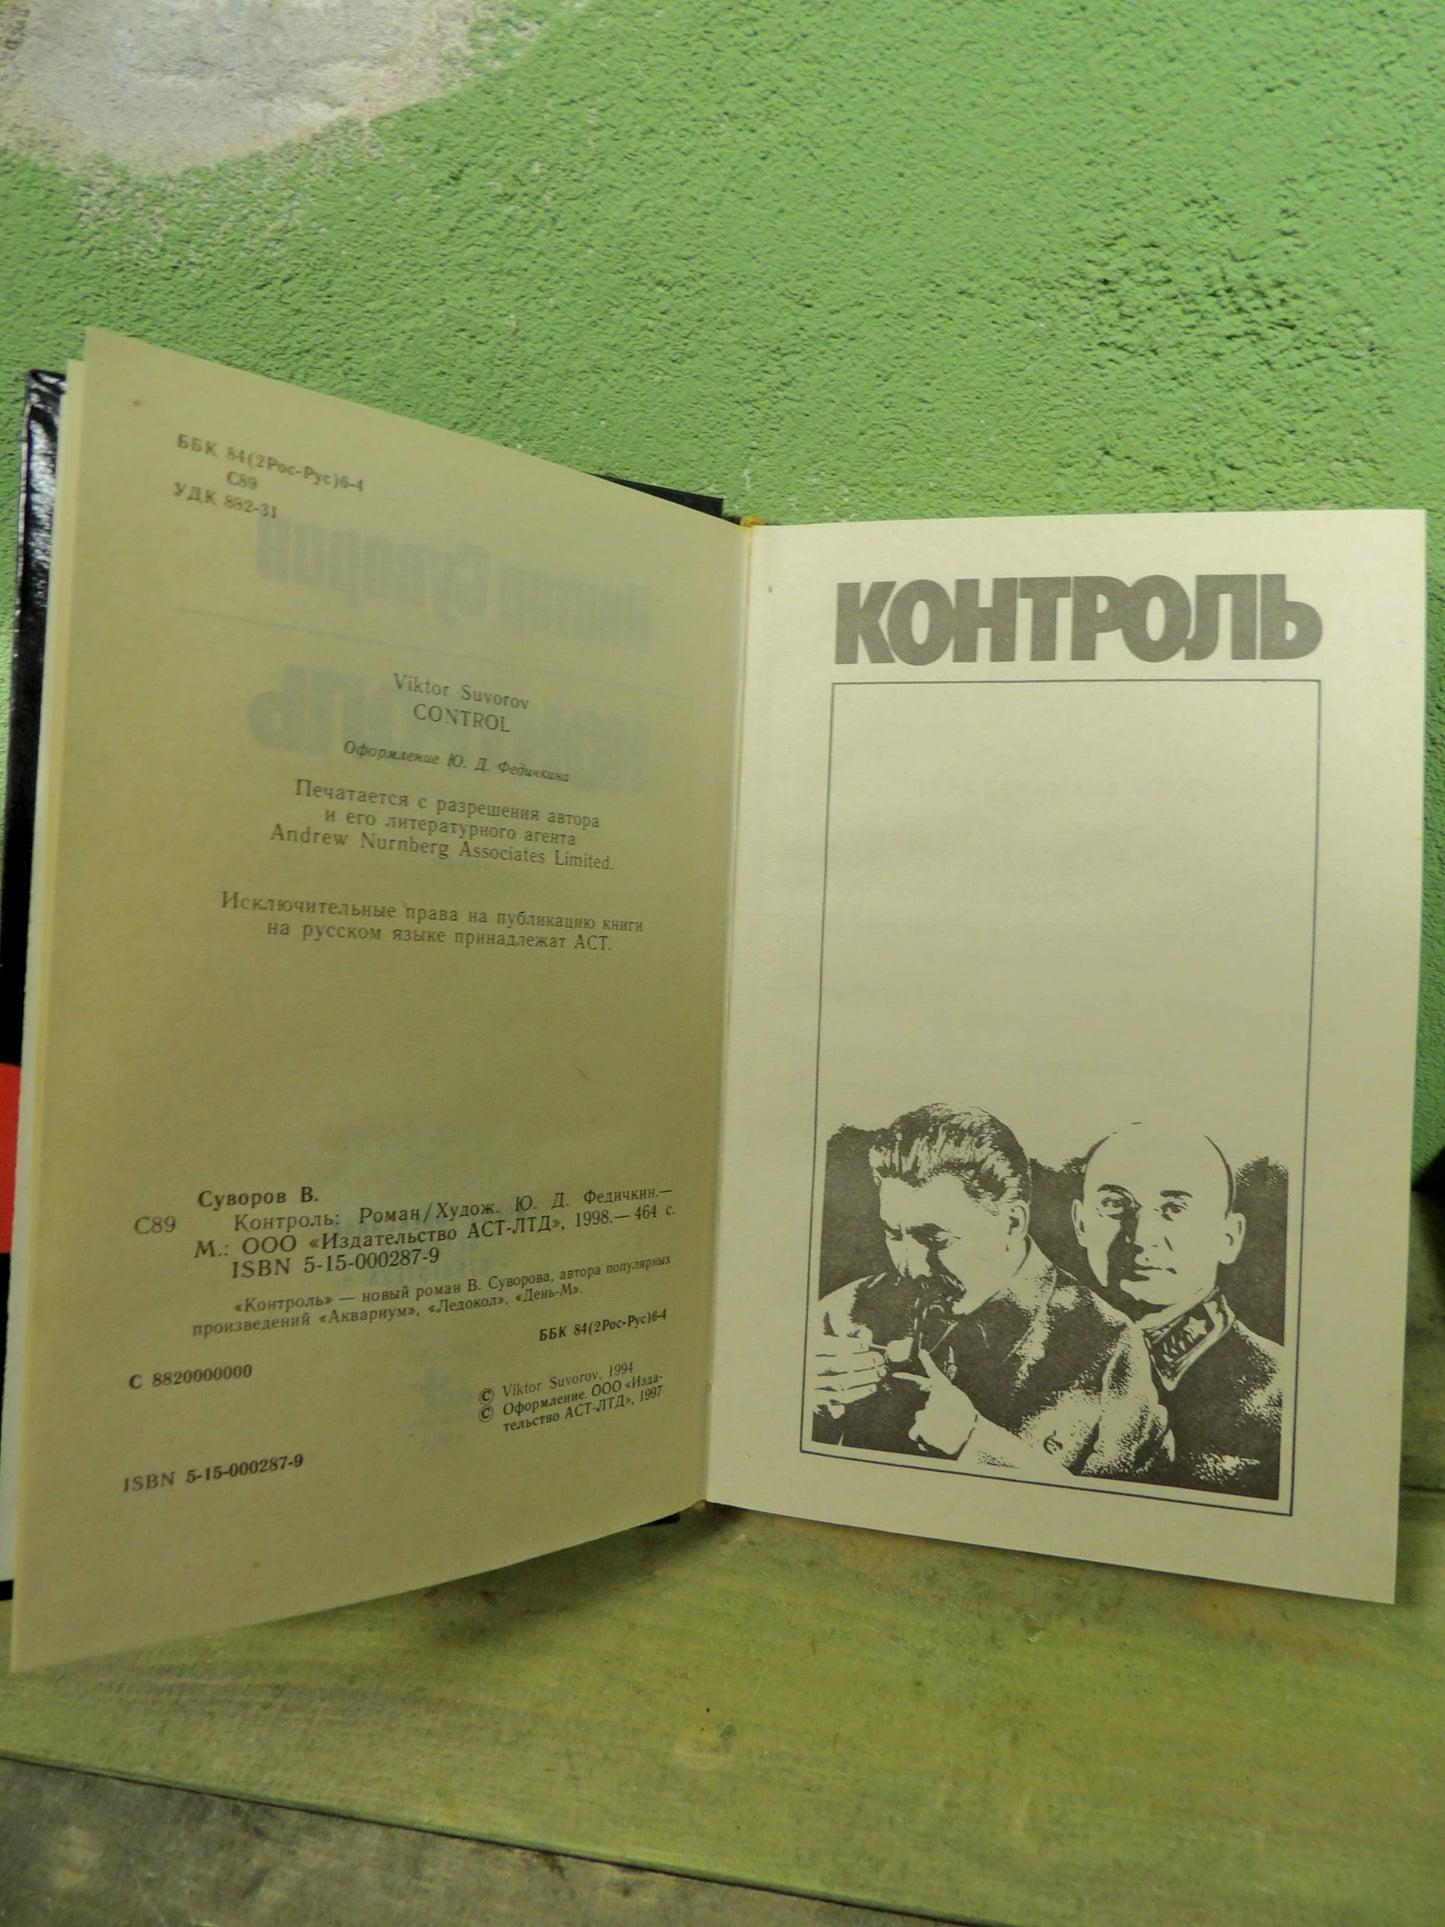 ББК 84(2Рос-Рус)6-4
С89
УДК 882-31
Viktor Suvorov
CONTROL
Оформление Ю. Д. Федичкина
Печатается с разрешения автора
и его литературного агента
Andrew Nurnberg Associates Limited.
Исключительные права на публикацию книги
на русском языке принадлежат АСТ.
Суворов В.
С89 Контроль: Роман/Худож. Ю. Д. Федичкин.—
М.: ООО «Издательство АСТ-ЛТД», 1998.— 464 с.
ISBN 5-15-000287-9
«Контроль» — новый роман В. Суворова, автора популярных
произведений «Аквариум», «Ледокол», «День-М».
ББК 84(2Рос-Рус)6-4
С 8820000000
© Viktor Suvorov, 1994
© Оформление. ООО «Изда-
тельство АСТ-ЛТД», 1997
ISBN 5-15-000287-9
КОНТРОЛЬ